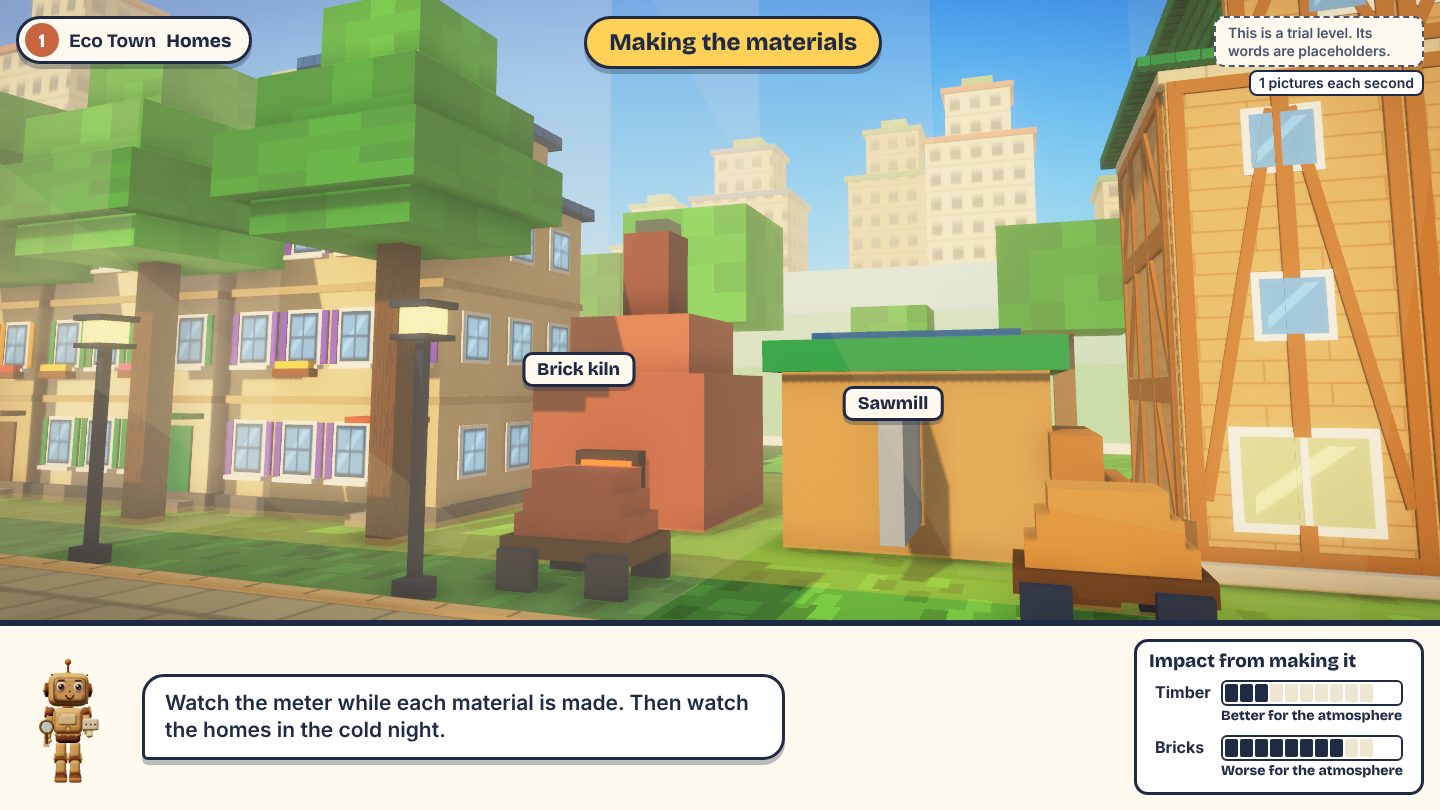 1 Eco Town Homes
Making the materials
This is a trial level. Its
words are placeholders.
1 pictures each second
Brick kiln
Sawmill
Watch the meter while each material is made. Then watch
the homes in the cold night.
Impact from making it
Timber
Better for the atmosphere
Bricks
Worse for the atmosphere